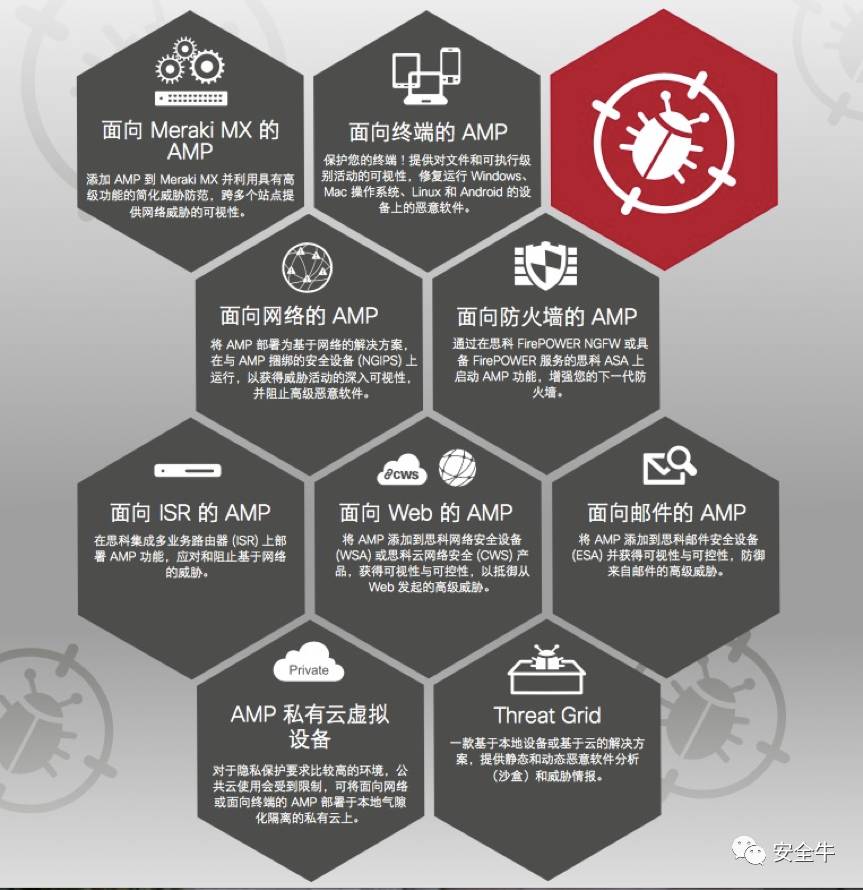 面向 Meraki MX 的
AMP
添加 AMP 到 Meraki MX 并利用具有高
级功能的简化威胁防范，跨多个站点提
供网络威胁的可视性。
面向终端的 AMP
保护您的终端！提供对文件和可执行级
别活动的可视性，修复运行 Windows、
Mac 操作系统、Linux 和 Android 的设
备上的恶意软件。
面向网络的 AMP
将 AMP 部署为基于网络的解决方案，
在与 AMP 捆绑的安全设备 (NGIPS) 上
运行，以获得威胁活动的深入可视性，
并阻止高级恶意软件。
面向防火墙的 AMP
通过在思科 FirePOWER NGFW 或具
备 FirePOWER 服务的思科 ASA 上
启动 AMP 功能，增强您的下一代防
火墙。
面向 ISR 的 AMP
在思科集成多业务路由器 (ISR) 上部
署 AMP 功能，应对和阻止基于网络
的威胁。
CWS
面向 Web 的 AMP
将 AMP 添加到思科网络安全设备
(WSA) 或思科云网络安全 (CWS) 产
品，获得可视性与可控性，以抵御从
Web 发起的高级威胁。
面向邮件的 AMP
将 AMP 添加到思科邮件安全设备
(ESA) 并获得可视性与可控性，防御
来自邮件的高级威胁。
Private
AMP 私有云虚拟
设备
对于隐私保护要求比较高的环境，公
共云使用会受到限制，可将面向网络
或面向终端的 AMP 部署于本地气隙
化隔离的私有云上。
Threat Grid
一款基于本地设备或基于云的解决方
案，提供静态和动态恶意软件分析
（沙盒）和威胁情报。
安全牛